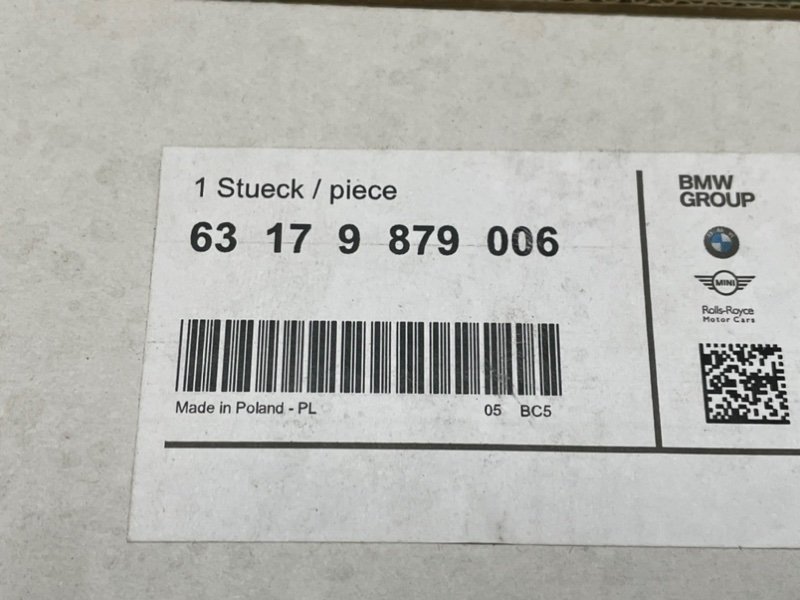 1 Stueck / piece
63 17 9 879 006
Made in Poland - PL 05 BC5
BMW
GROUP
MINI
Rolls-Royce
Motor Cars